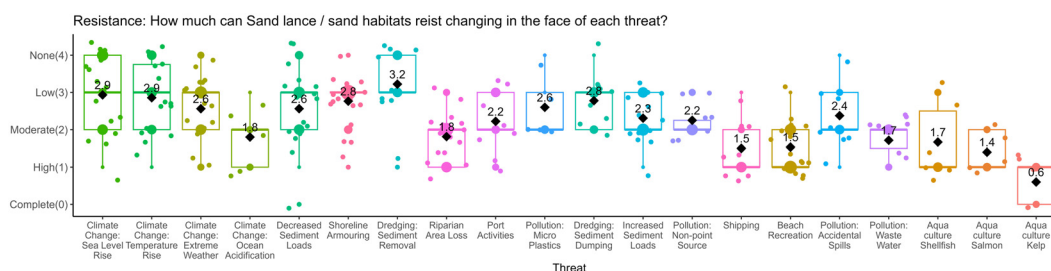 Resistance: How much can Sand lance / sand habitats reist changing in the face of each threat?
None(4)
Low(3)
Moderate(2)
High(1)
Complete(0)
2.9
2.9
2.6
1.8
2.6
2.8
3.2
1.8
2.2
2.6
2.8
2.3
2.2
1.5
1.5
2.4
1.7
1.7
1.4
0.6
Climate
Change:
Sea Level
Rise
Climate
Change:
Temperature
Rise
Climate
Change:
Extreme
Weather
Climate
Change:
Ocean
Acidification
Decreased
Sediment
Loads
Shoreline
Armouring
Dredging:
Sediment
Removal
Riparian
Area Loss
Port
Activities
Pollution:
Micro
Plastics
Dredging:
Sediment
Dumping
Increased
Sediment
Loads
Pollution:
Non-point
Source
Shipping
Beach
Recreation
Pollution:
Accidental
Spills
Pollution:
Waste
Water
Aqua
culture
Shellfish
Aqua
culture
Salmon
Aqua
culture
Kelp
Threat